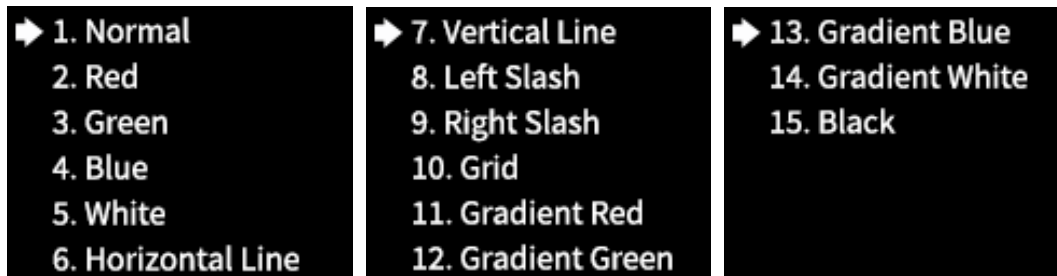 1. Normal
2. Red
3. Green
4. Blue
5. White
6. Horizontal Line
7. Vertical Line
8. Left Slash
9. Right Slash
10. Grid
11. Gradient Red
12. Gradient Green
13. Gradient Blue
14. Gradient White
15. Black